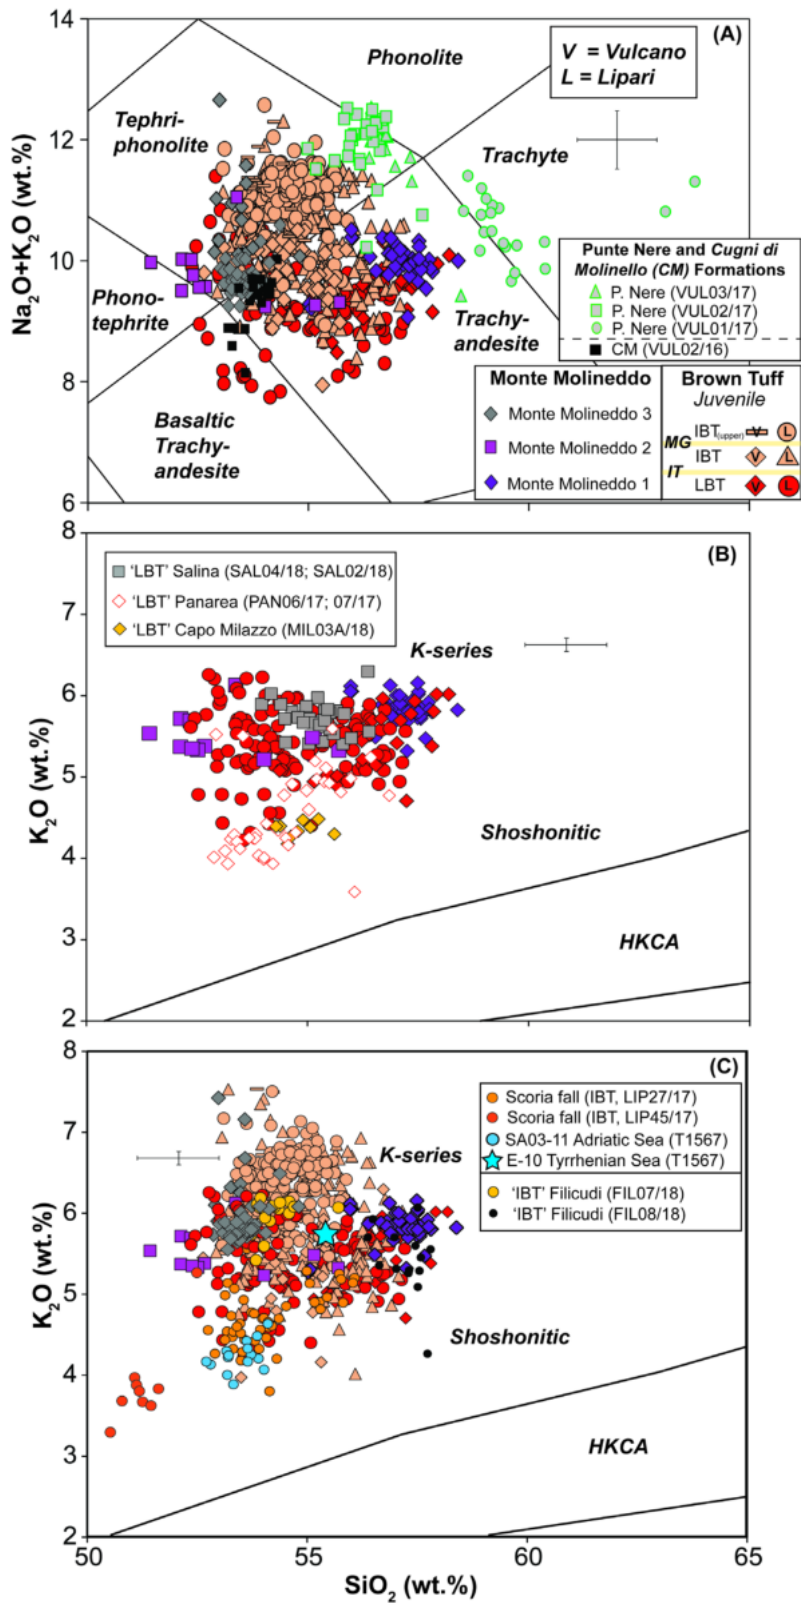 (A)
14
12
10
8
6
Na₂O+K₂O (wt.%)
Phonolite
V = Vulcano
L = Lipari
Tephri-
phonolite
Trachyte
Phono-
tephrite
Trachy-
andesite
Basaltic
Trachy-
andesite
Punte Nere and Cugni di
Molinello (CM) Formations
P. Nere (VUL03/17)
P. Nere (VUL02/17)
P. Nere (VUL01/17)
CM (VUL02/16)
Monte Molineddo
Monte Molineddo 3
Monte Molineddo 2
Monte Molineddo 1
Brown Tuff
Juvenile
IBT(upper) V L
MG
IBT V L
IT
LBT V L
(B)
8
7
6
5
4
3
2
K₂O (wt.%)
'LBT' Salina (SAL04/18; SAL02/18)
'LBT' Panarea (PAN06/17; 07/17)
'LBT' Capo Milazzo (MIL03A/18)
K-series
Shoshonitic
HKCA
(C)
8
7
6
5
4
3
2
K₂O (wt.%)
Scoria fall (IBT, LIP27/17)
Scoria fall (IBT, LIP45/17)
SA03-11 Adriatic Sea (T1567)
E-10 Tyrrhenian Sea (T1567)
'IBT' Filicudi (FIL07/18)
'IBT' Filicudi (FIL08/18)
K-series
Shoshonitic
HKCA
50
55
60
65
SiO₂ (wt.%)